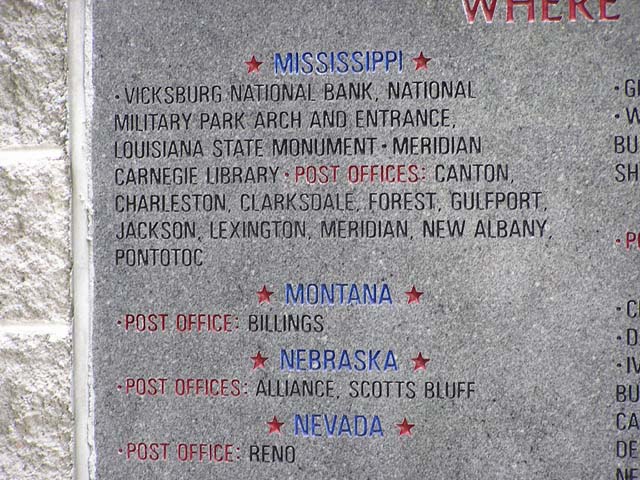 WHERE
★ MISSISSIPPI ★
• VICKSBURG NATIONAL BANK, NATIONAL
MILITARY PARK ARCH AND ENTRANCE,
LOUISIANA STATE MONUMENT • MERIDIAN
CARNEGIE LIBRARY • POST OFFICES: CANTON,
CHARLESTON, CLARKSDALE, FOREST, GULFPORT,
JACKSON, LEXINGTON, MERIDIAN, NEW ALBANY,
PONTOTOC
★ MONTANA ★
• POST OFFICE: BILLINGS
★ NEBRASKA ★
• POST OFFICES: ALLIANCE, SCOTTS BLUFF
★ NEVADA ★
• POST OFFICE: RENO